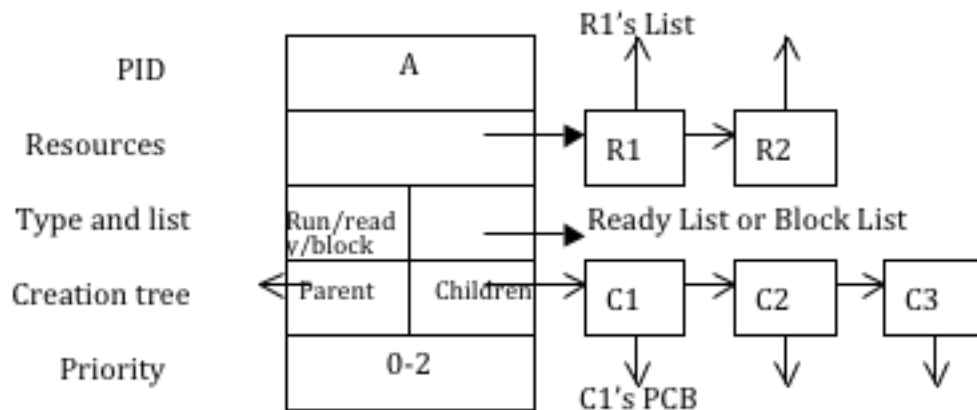 R1's List
PID
A
Resources
R1
R2
Type and list
Run/read
y/block
Ready List or Block List
Creation tree
Parent
Children
C1
C2
C3
Priority
0-2
C1's PCB